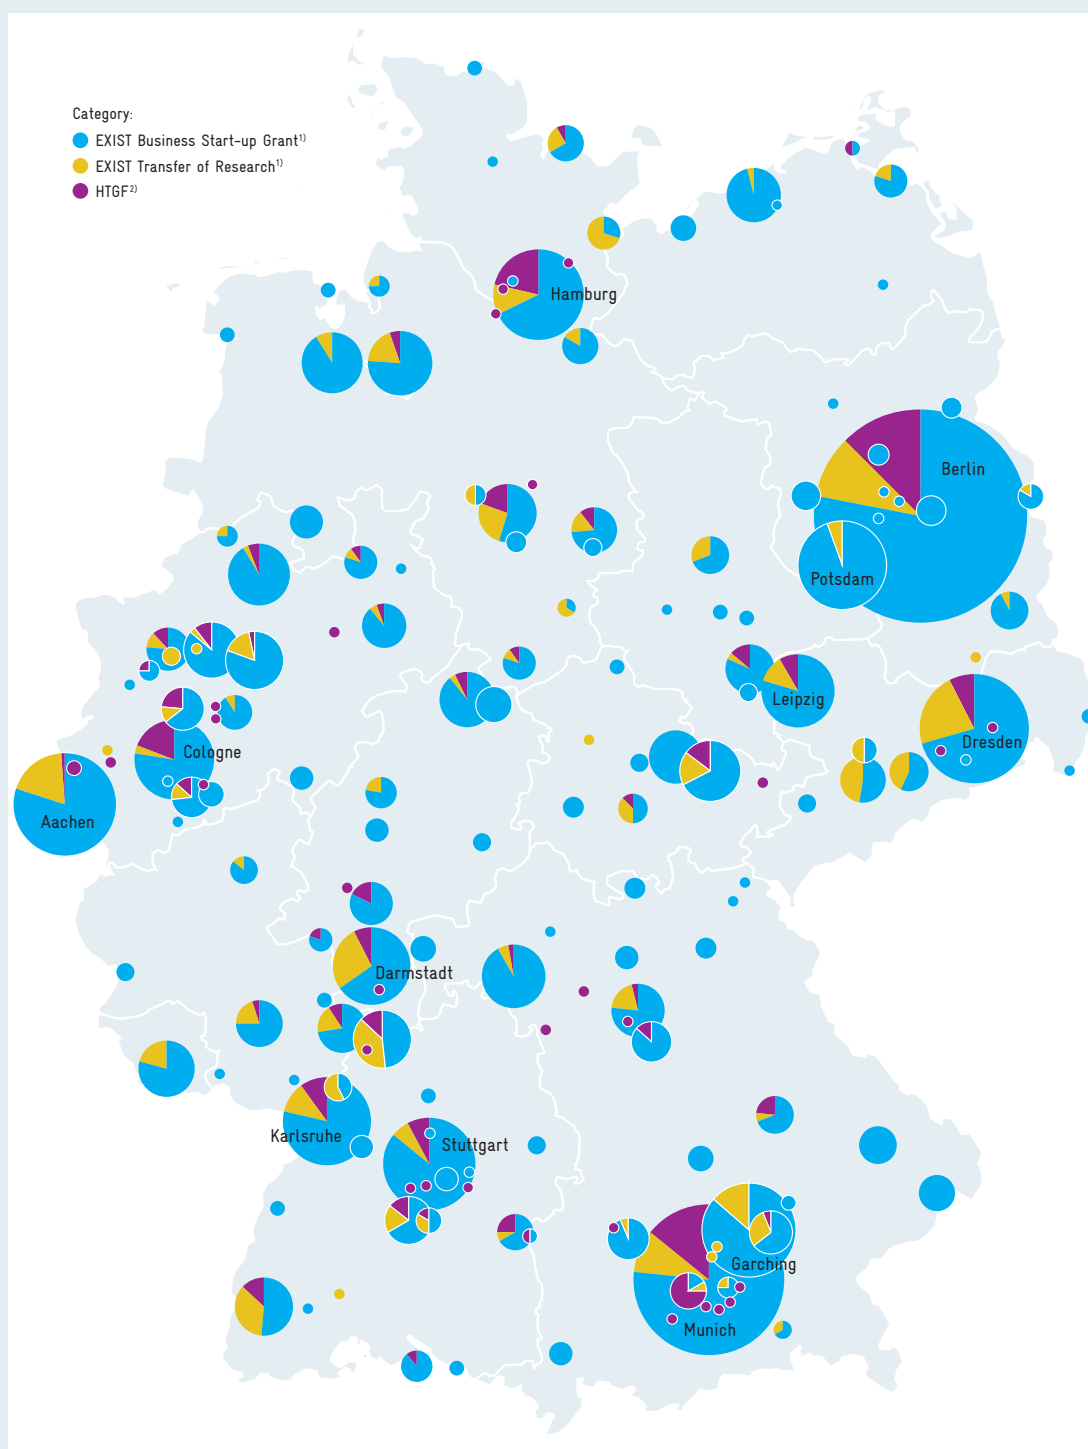 Category:
EXIST Business Start-up Grant1)
EXIST Transfer of Research1)
HTGF2)
Hamburg
Berlin
Potsdam
Leipzig
Dresden
Cologne
Aachen
Darmstadt
Karlsruhe
Stuttgart
Garching
Munich